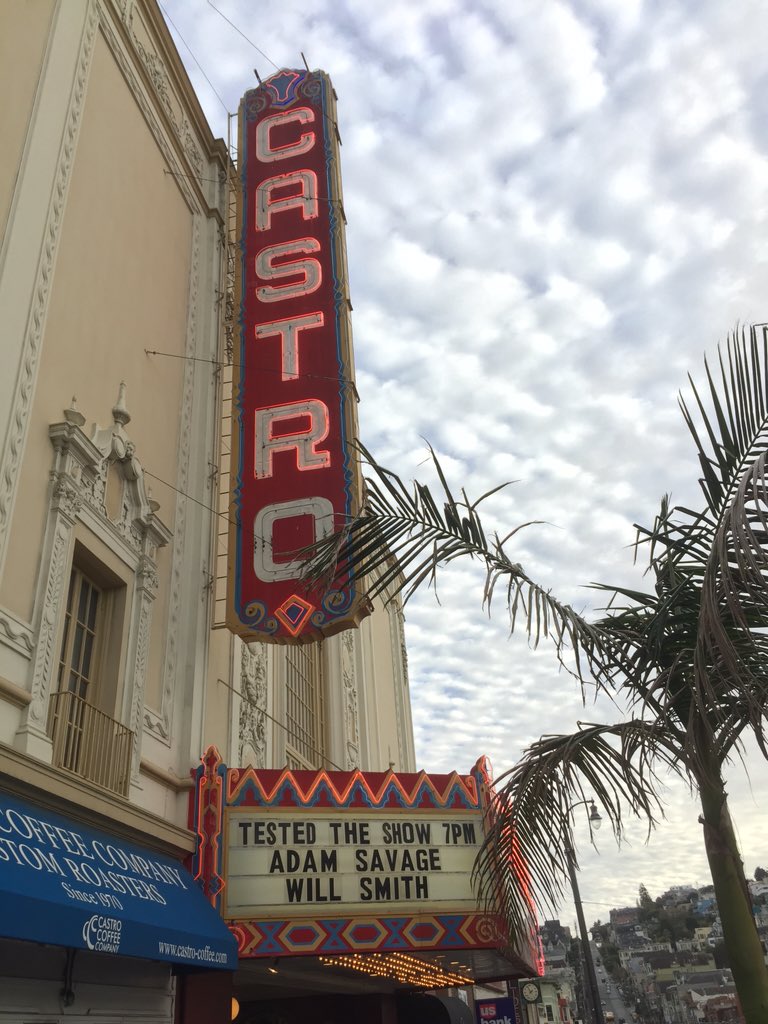 CASTRO
TESTED THE SHOW 7PM
ADAM SAVAGE
WILL SMITH
COFFEE COMPANY
STOM ROASTERS
Since 1970
CASTRO
COFFEE
COMPANY
www.castro-coffee.com
us
bank